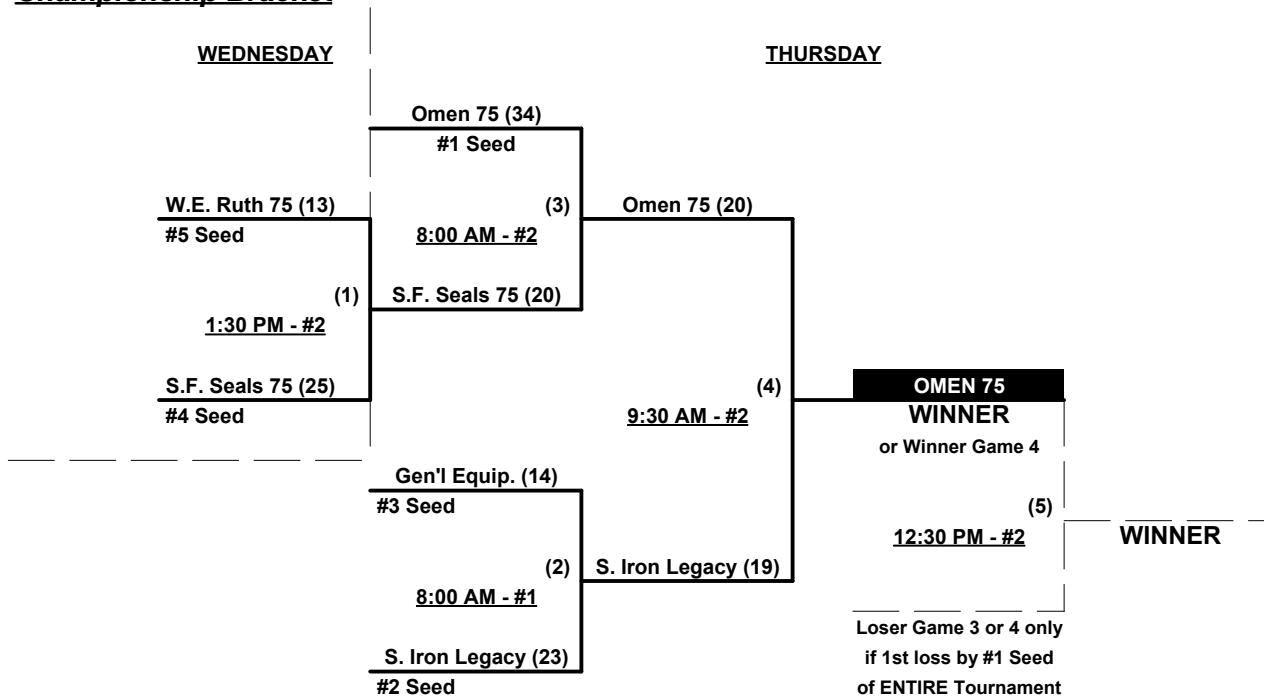 Championship Bracket
WEDNESDAY
THURSDAY
Omen 75 (34)
#1 Seed
W.E. Ruth 75 (13)
#5 Seed
(3)
8:00 AM - #2
Omen 75 (20)
(1)
1:30 PM - #2
S.F. Seals 75 (20)
S.F. Seals 75 (25)
#4 Seed
(4)
9:30 AM - #2
OMEN 75
WINNER
or Winner Game 4
Gen'l Equip. (14)
#3 Seed
(5)
12:30 PM - #2
WINNER
(2)
8:00 AM - #1
S. Iron Legacy (19)
S. Iron Legacy (23)
#2 Seed
Loser Game 3 or 4 only
if 1st loss by #1 Seed
of ENTIRE Tournament